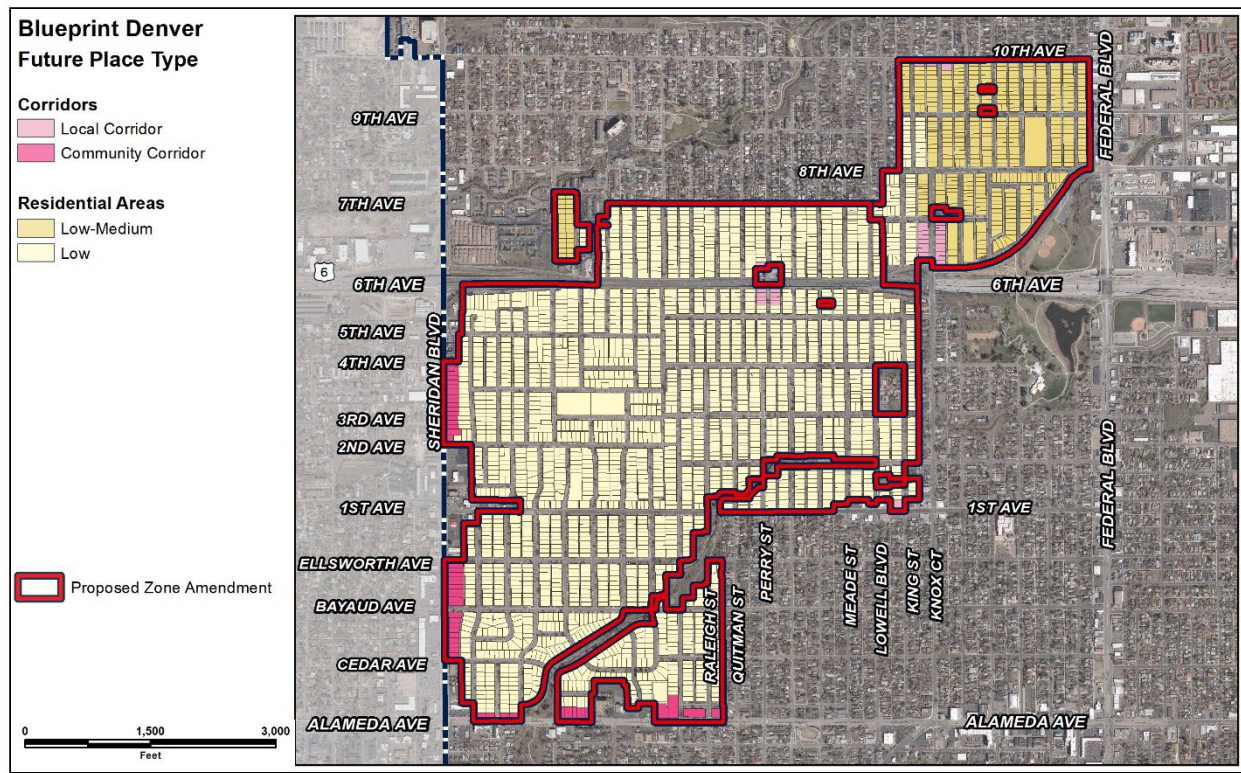 Blueprint Denver
Future Place Type
Corridors
Local Corridor
Community Corridor
Residential Areas
Low-Medium
Low
Proposed Zone Amendment
0 1,500 3,000
Feet
10TH AVE
9TH AVE
8TH AVE
7TH AVE
6
6TH AVE
6TH AVE
5TH AVE
4TH AVE
3RD AVE
2ND AVE
1ST AVE
1ST AVE
ELLSWORTH AVE
BAYAUD AVE
CEDAR AVE
ALAMEDA AVE
ALAMEDA AVE
SHERIDAN BLVD
RALEIGH ST
QUITMAN ST
PERRY ST
MEADE ST
LOWELL BLVD
KING ST
KNOX CT
FEDERAL BLVD
FEDERAL BLVD